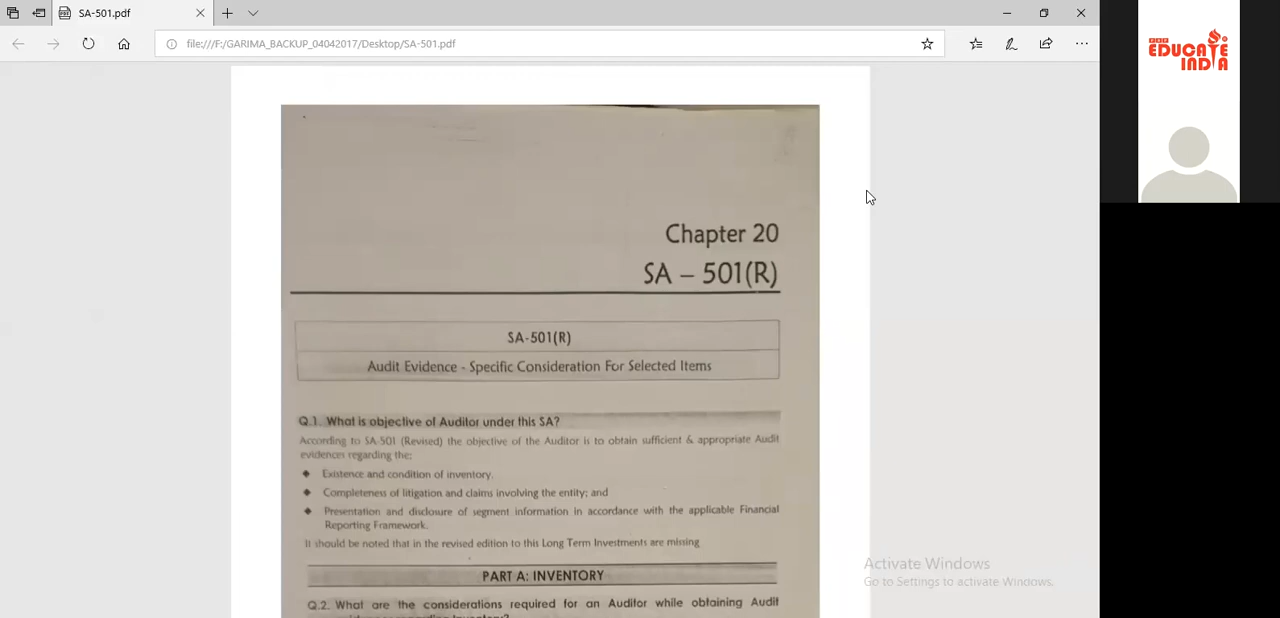 SA-501.pdf
file:///F:/GARIMA_BACKUP_04042017/Desktop/SA-501.pdf
EDUCATE
INDIA
Chapter 20
SA – 501(R)
SA-501(R)
Audit Evidence - Specific Consideration For Selected Items
Q.1. What is objective of Auditor under this SA?
According to SA-501 (Revised) the objective of the Auditor is to obtain sufficient & appropriate Audit
evidences regarding the:
◆ Existence and condition of inventory.
◆ Completeness of litigation and claims involving the entity; and
◆ Presentation and disclosure of segment information in accordance with the applicable Financial
Reporting Framework.
It should be noted that in the revised edition to this Long Term Investments are missing
PART A: INVENTORY
Q.2. What are the considerations required for an Auditor while obtaining Audit
Activate Windows
Go to Settings to activate Windows.